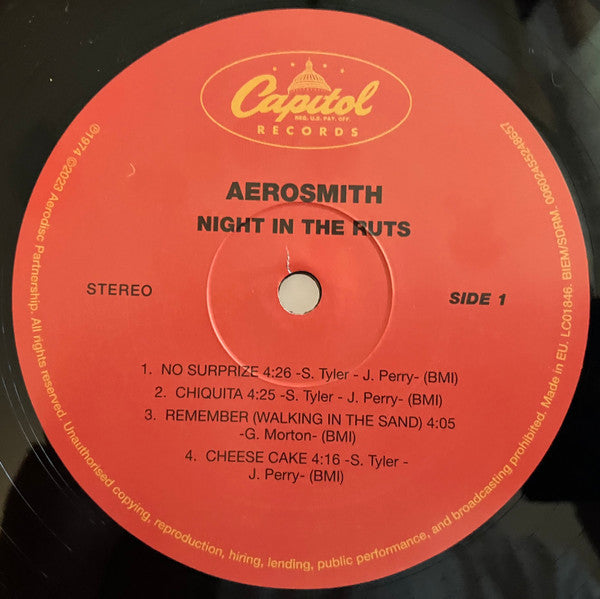 Capitol
REG. U.S. PAT. OFF.
RECORDS
AEROSMITH
NIGHT IN THE RUTS
STEREO
SIDE 1
1. NO SURPRIZE 4:26 -S. Tyler - J. Perry- (BMI)
2. CHIQUITA 4:25 -S. Tyler - J. Perry- (BMI)
3. REMEMBER (WALKING IN THE SAND) 4:05
-G. Morton- (BMI)
4. CHEESE CAKE 4:16 -S. Tyler -
J. Perry- (BMI)
℗1974 ©2023 Aerodisc Partnership. All rights reserved. Unauthorised copying, reproduction, hiring, lending, public performance, and broadcasting prohibited. Made in EU. LC01846. BIEM/SDRM. 00602455248657